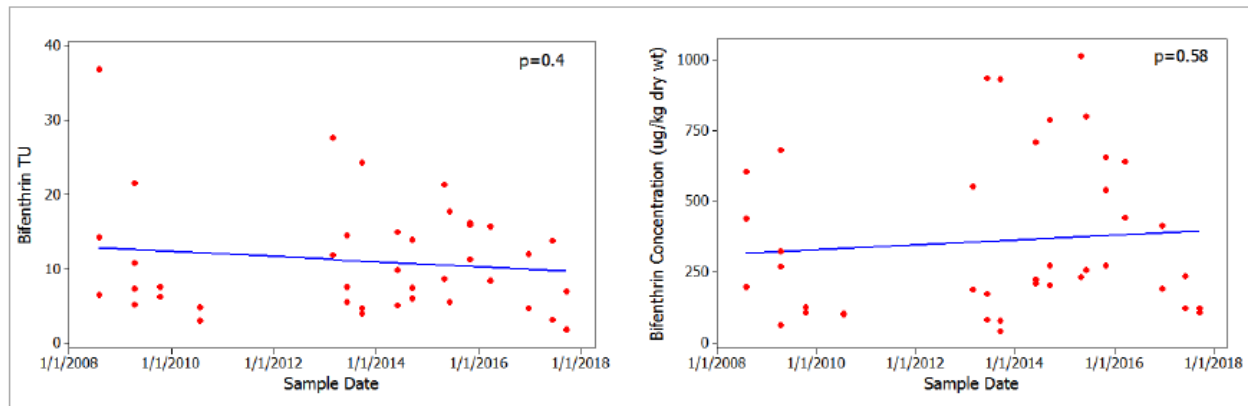 40
30
20
10
0
Bifenthrin TU
p=0.4
1/1/2008 1/1/2010 1/1/2012 1/1/2014 1/1/2016 1/1/2018
Sample Date
1000
750
500
250
0
Bifenthrin Concentration (ug/kg dry wt)
p=0.58
1/1/2008 1/1/2010 1/1/2012 1/1/2014 1/1/2016 1/1/2018
Sample Date